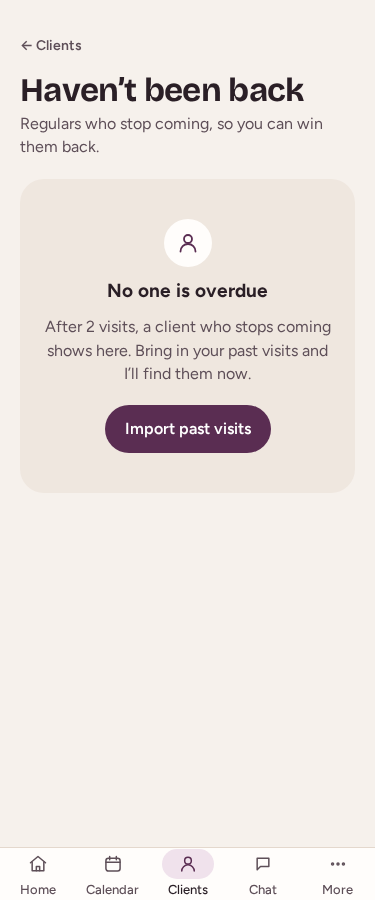 ← Clients
Haven’t been back
Regulars who stop coming, so you can win
them back.
No one is overdue
After 2 visits, a client who stops coming
shows here. Bring in your past visits and
I’ll find them now.
Import past visits
Home
Calendar
Clients
Chat
More